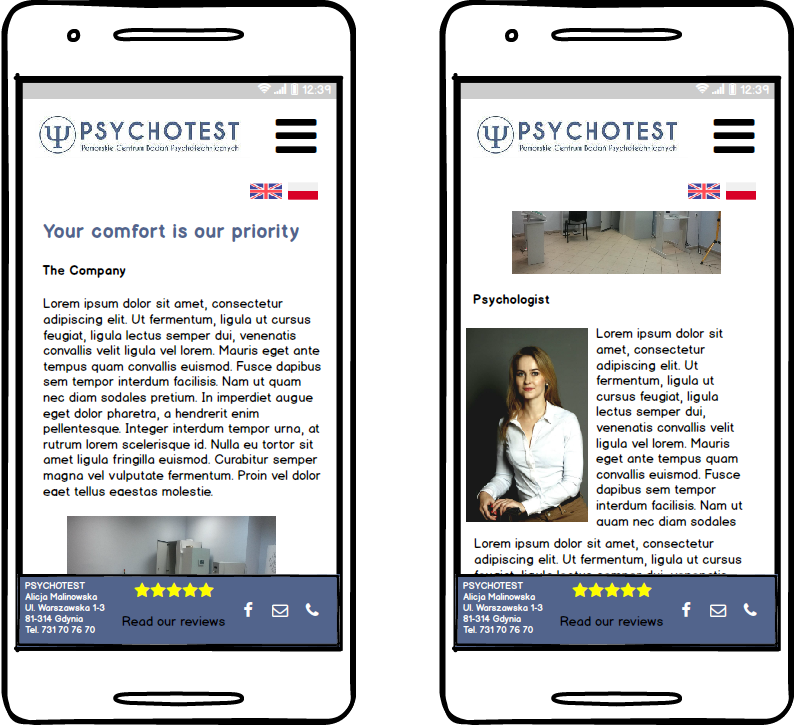 12:39
Ψ PSYCHOTEST
Pomorskie Centrum Badań Psychotechnicznych
Your comfort is our priority
The Company
Lorem ipsum dolor sit amet, consectetur
adipiscing elit. Ut fermentum, ligula ut cursus
feugiat, ligula lectus semper dui, venenatis
convallis velit ligula vel lorem. Mauris eget ante
tempus quam convallis euismod. Fusce dapibus
sem tempor interdum facilisis. Nam ut quam
nec diam sodales pretium. In imperdiet augue
eget dolor pharetra, a hendrerit enim
pellentesque. Integer interdum tempor urna, at
rutrum lorem scelerisque id. Nulla eu tortor sit
amet ligula fringilla euismod. Curabitur semper
magna vel vulputate fermentum. Proin vel dolor
eget tellus egestas molestie.
PSYCHOTEST
Alicja Malinowska
Ul. Warszawska 1-3
81-314 Gdynia
Tel. 731 70 76 70
Read our reviews
12:39
Ψ PSYCHOTEST
Pomorskie Centrum Badań Psychotechnicznych
Psychologist
Lorem ipsum dolor sit
amet, consectetur
adipiscing elit. Ut
fermentum, ligula ut
cursus feugiat, ligula
lectus semper dui,
venenatis convallis velit
ligula vel lorem. Mauris
eget ante tempus quam
convallis euismod. Fusce
dapibus sem tempor
interdum facilisis. Nam ut
quam nec diam sodales
Lorem ipsum dolor sit amet, consectetur
adipiscing elit. Ut fermentum, ligula ut cursus
feugiat, ligula lectus semper dui, venenatis
PSYCHOTEST
Alicja Malinowska
Ul. Warszawska 1-3
81-314 Gdynia
Tel. 731 70 76 70
Read our reviews